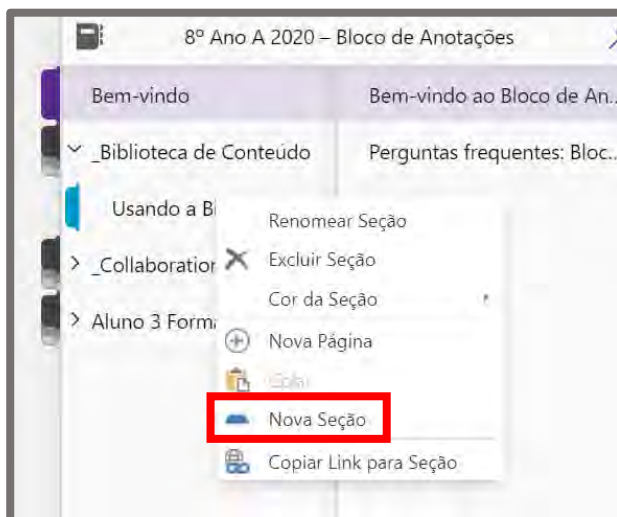 8º Ano A 2020 – Bloco de Anotações
Bem-vindo
Bem-vindo ao Bloco de An...
_Biblioteca de Conteúdo
Perguntas frequentes: Bloc...
Usando a Bi
Renomear Seção
Excluir Seção
_Collaboration
Cor da Seção
Aluno 3 Forma
Nova Página
Colar
Nova Seção
Copiar Link para Seção